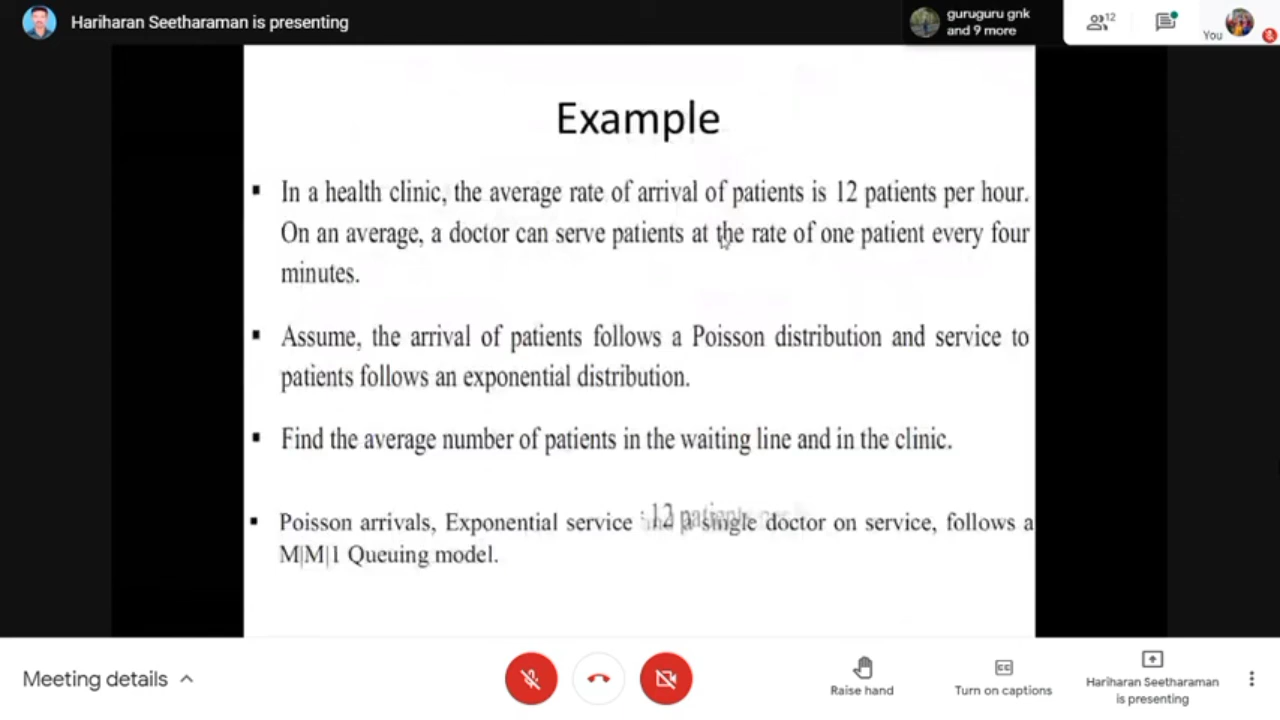 Hariharan Seetharaman is presenting
guruguru gnk
and 9 more
12
You
Example
▪ In a health clinic, the average rate of arrival of patients is 12 patients per hour.
On an average, a doctor can serve patients at the rate of one patient every four
minutes.
▪ Assume, the arrival of patients follows a Poisson distribution and service to
patients follows an exponential distribution.
▪ Find the average number of patients in the waiting line and in the clinic.
▪ Poisson arrivals, Exponential service single doctor on service, follows a
12 patients
M|M|1 Queuing model.
Meeting details
Raise hand
CC
Turn on captions
Hariharan Seetharaman
is presenting